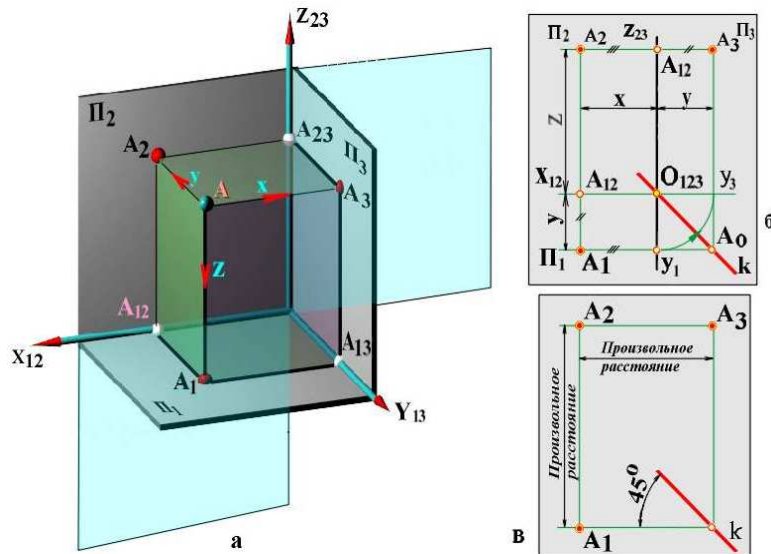 Z23
П2
A2
A23
П3
y
A
x
A3
Z
A12
X12
A13
A1
П1
Y13
а
П2 A2 Z23 A3 П3
A12
x y
Z
X12 A12 O123 y3
y
A0
П1 A1 y1 k
б
A2 A3
Произвольное
расстояние
Произвольное
расстояние
45°
A1 k
в